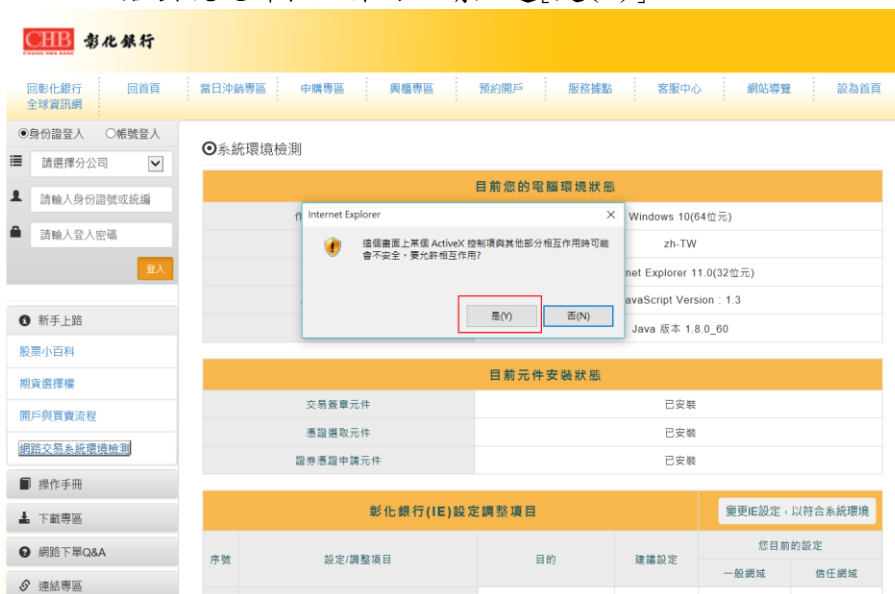 CHB 彰化銀行
CHANG HWA BANK
回彰化銀行
全球資訊網
回首頁
當日沖銷專區
申購專區
興櫃專區
預約開戶
服務據點
客服中心
網站導覽
設為首頁
身份證登入 帳號登入
請選擇分公司
請輸入身份證號或統編
請輸入登入密碼
登入
新手上路
股票小百科
期貨選擇權
開戶與買賣流程
網路交易系統環境檢測
操作手冊
下載專區
網路下單Q&A
連結專區
系統環境檢測
目前您的電腦環境狀態
Windows 10(64位元)
zh-TW
net Explorer 11.0(32位元)
avaScript Version : 1.3
Java 版本 1.8.0_60
Internet Explorer
這個畫面上某個 ActiveX 控制項與其他部分相互作用時可能
會不安全。要允許相互作用?
是(Y)
否(N)
目前元件安裝狀態
交易簽章元件 已安裝
憑證選取元件 已安裝
證券憑證申請元件 已安裝
彰化銀行(IE)設定調整項目
變更IE設定，以符合系統環境
序號
設定/調整項目
目的
建議設定
您目前的設定
一般網域
信任網域